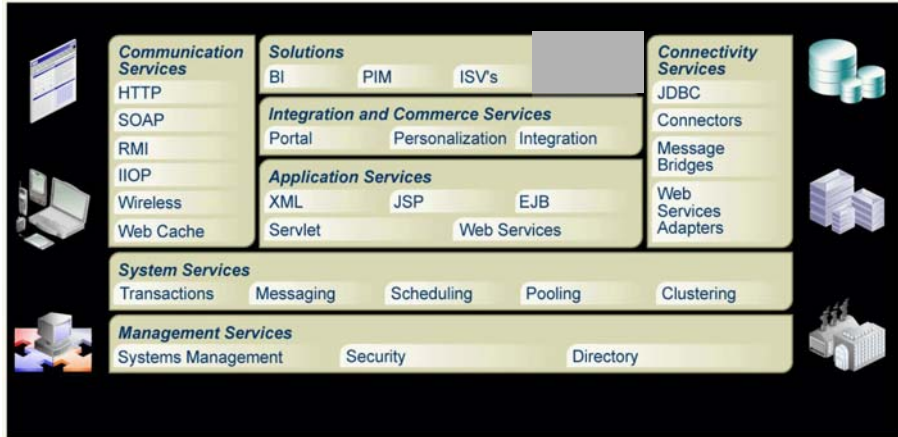 Communication
Services
HTTP
SOAP
RMI
IIOP
Wireless
Web Cache
Solutions
BI PIM ISV's
Integration and Commerce Services
Portal Personalization Integration
Application Services
XML JSP EJB
Servlet Web Services
Connectivity
Services
JDBC
Connectors
Message
Bridges
Web
Services
Adapters
System Services
Transactions Messaging Scheduling Pooling Clustering
Management Services
Systems Management Security Directory